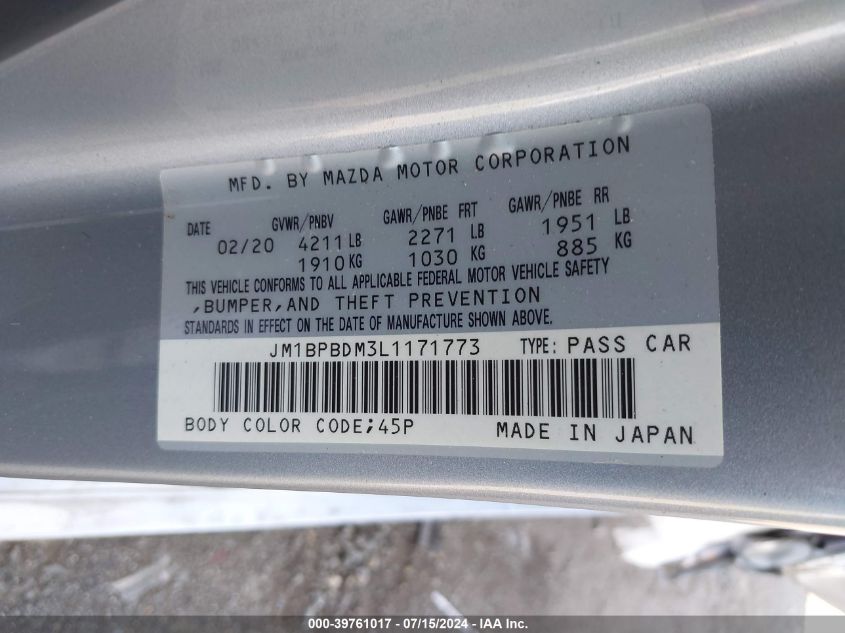 MFD. BY MAZDA MOTOR CORPORATION
DATE GVWR/PNBV GAWR/PNBE FRT GAWR/PNBE RR
02/20 4211 LB 2271 LB 1951 LB
1910 KG 1030 KG 885 KG
THIS VEHICLE CONFORMS TO ALL APPLICABLE FEDERAL MOTOR VEHICLE SAFETY
,BUMPER,AND THEFT PREVENTION
STANDARDS IN EFFECT ON THE DATE OF MANUFACTURE SHOWN ABOVE.
JM1BPBDM3L1171773 TYPE: PASS CAR
BODY COLOR CODE;45P MADE IN JAPAN
000-39761017 - 07/15/2024 - IAA Inc.